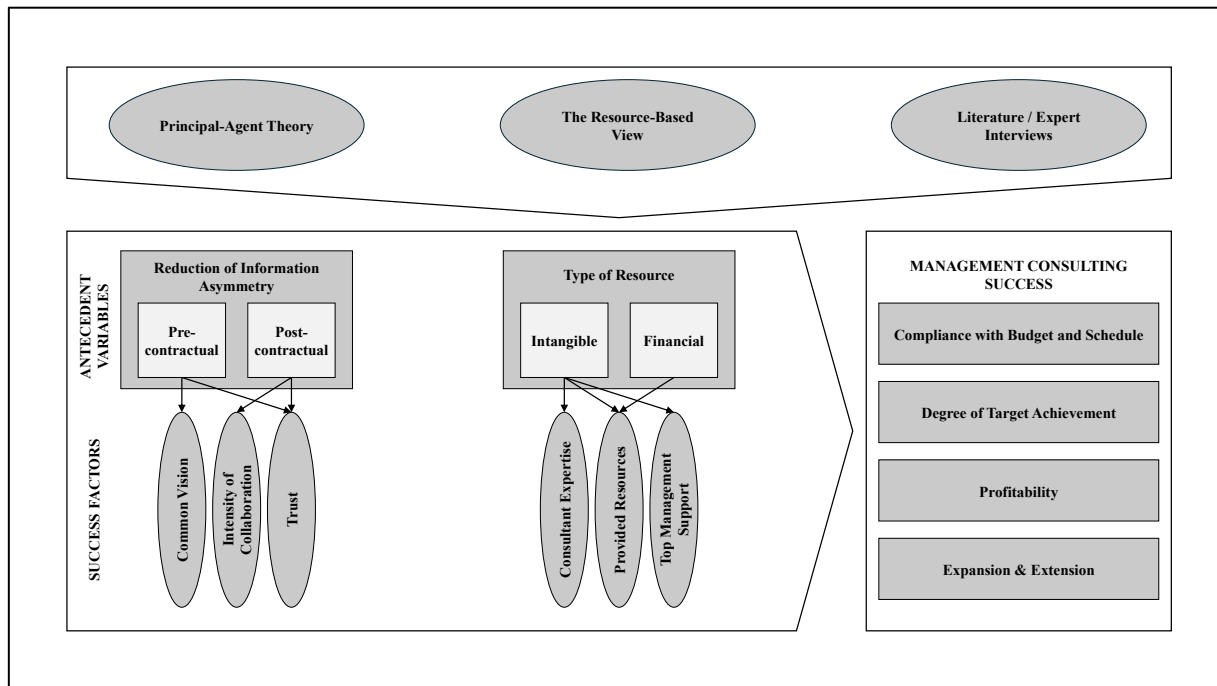 Principal-Agent Theory
The Resource-Based
View
Literature / Expert
Interviews
ANTECEDENT
VARIABLES
Reduction of Information
Asymmetry
Pre-
contractual
Post-
contractual
Type of Resource
Intangible
Financial
SUCCESS FACTORS
Common Vision
Intensity of
Collaboration
Trust
Consultant Expertise
Provided Resources
Top Management
Support
MANAGEMENT CONSULTING
SUCCESS
Compliance with Budget and Schedule
Degree of Target Achievement
Profitability
Expansion & Extension